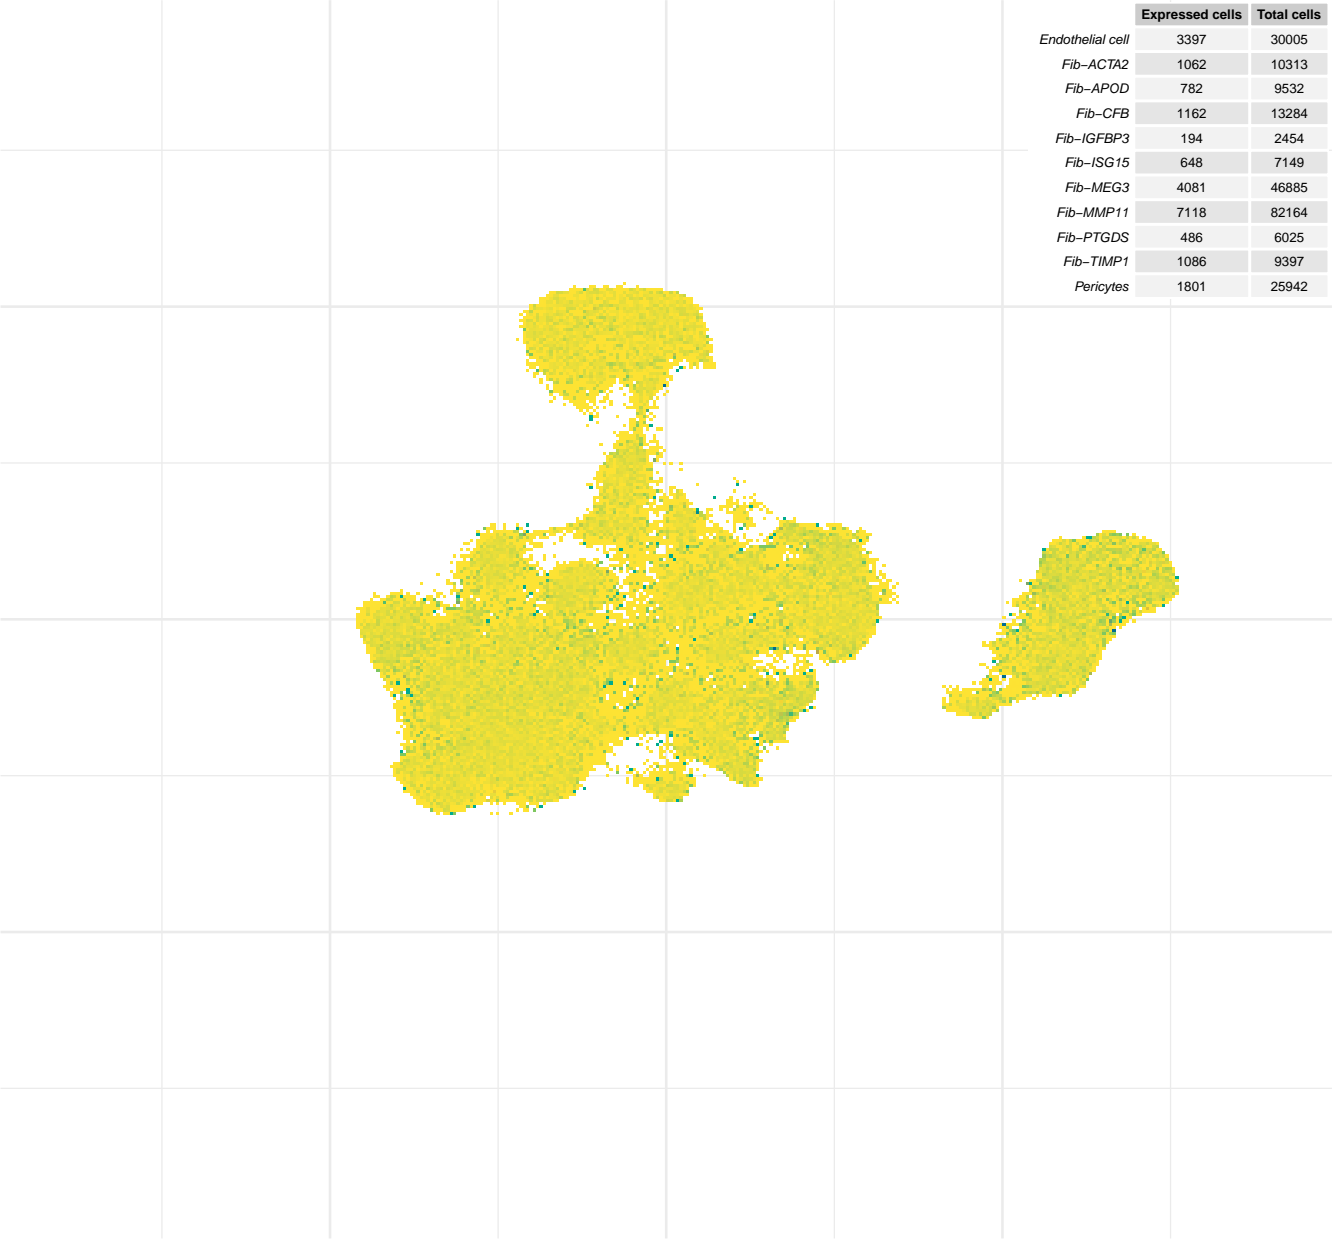 Expressed cells Total cells
Endothelial cell 3397 30005
Fib−ACTA2 1062 10313
Fib−APOD 782 9532
Fib−CFB 1162 13284
Fib−IGFBP3 194 2454
Fib−ISG15 648 7149
Fib−MEG3 4081 46885
Fib−MMP11 7118 82164
Fib−PTGDS 486 6025
Fib−TIMP1 1086 9397
Pericytes 1801 25942